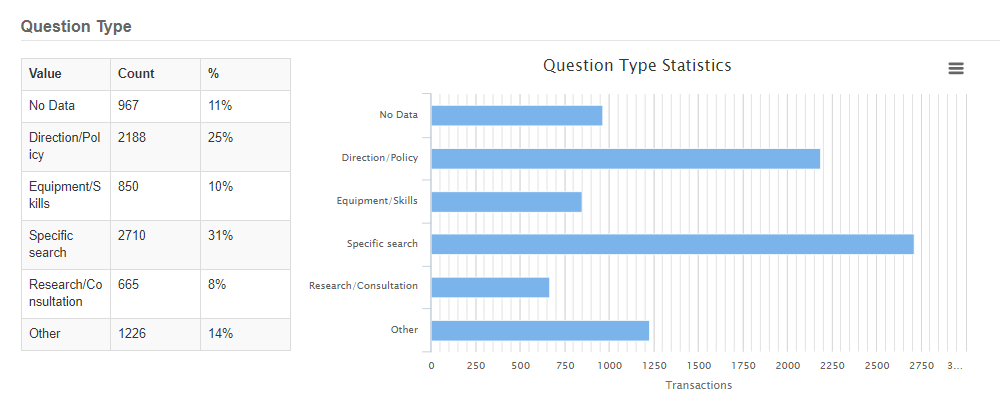 Question Type
Value Count %
No Data 967 11%
Direction/Pol
icy 2188 25%
Equipment/S
kills 850 10%
Specific
search 2710 31%
Research/Co
nsultation 665 8%
Other 1226 14%
Question Type Statistics
No Data
Direction/Policy
Equipment/Skills
Specific search
Research/Consultation
Other
0 250 500 750 1000 1250 1500 1750 2000 2250 2500 2750 3...
Transactions